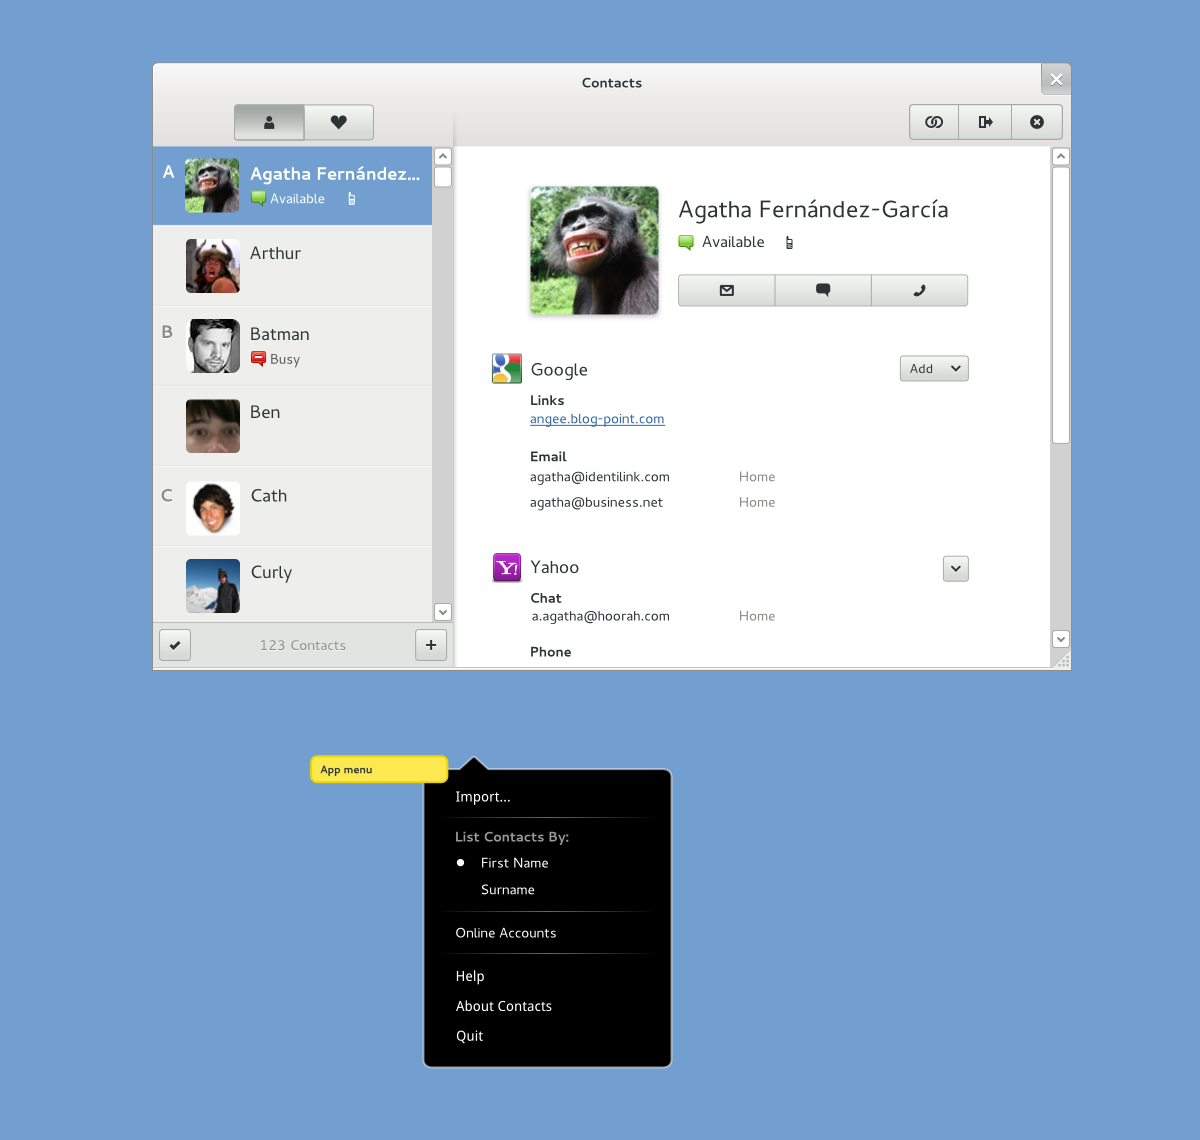 Contacts
A
Agatha Fernández...
Available
Arthur
B
Batman
Busy
Ben
C
Cath
Curly
123 Contacts
Agatha Fernández-García
Available
Google
Add
Links
angee.blog-point.com
Email
agatha@identilink.com Home
agatha@business.net Home
Y!
Yahoo
Chat
a.agatha@hoorah.com Home
Phone
App menu
Import...
List Contacts By:
First Name
Surname
Online Accounts
Help
About Contacts
Quit